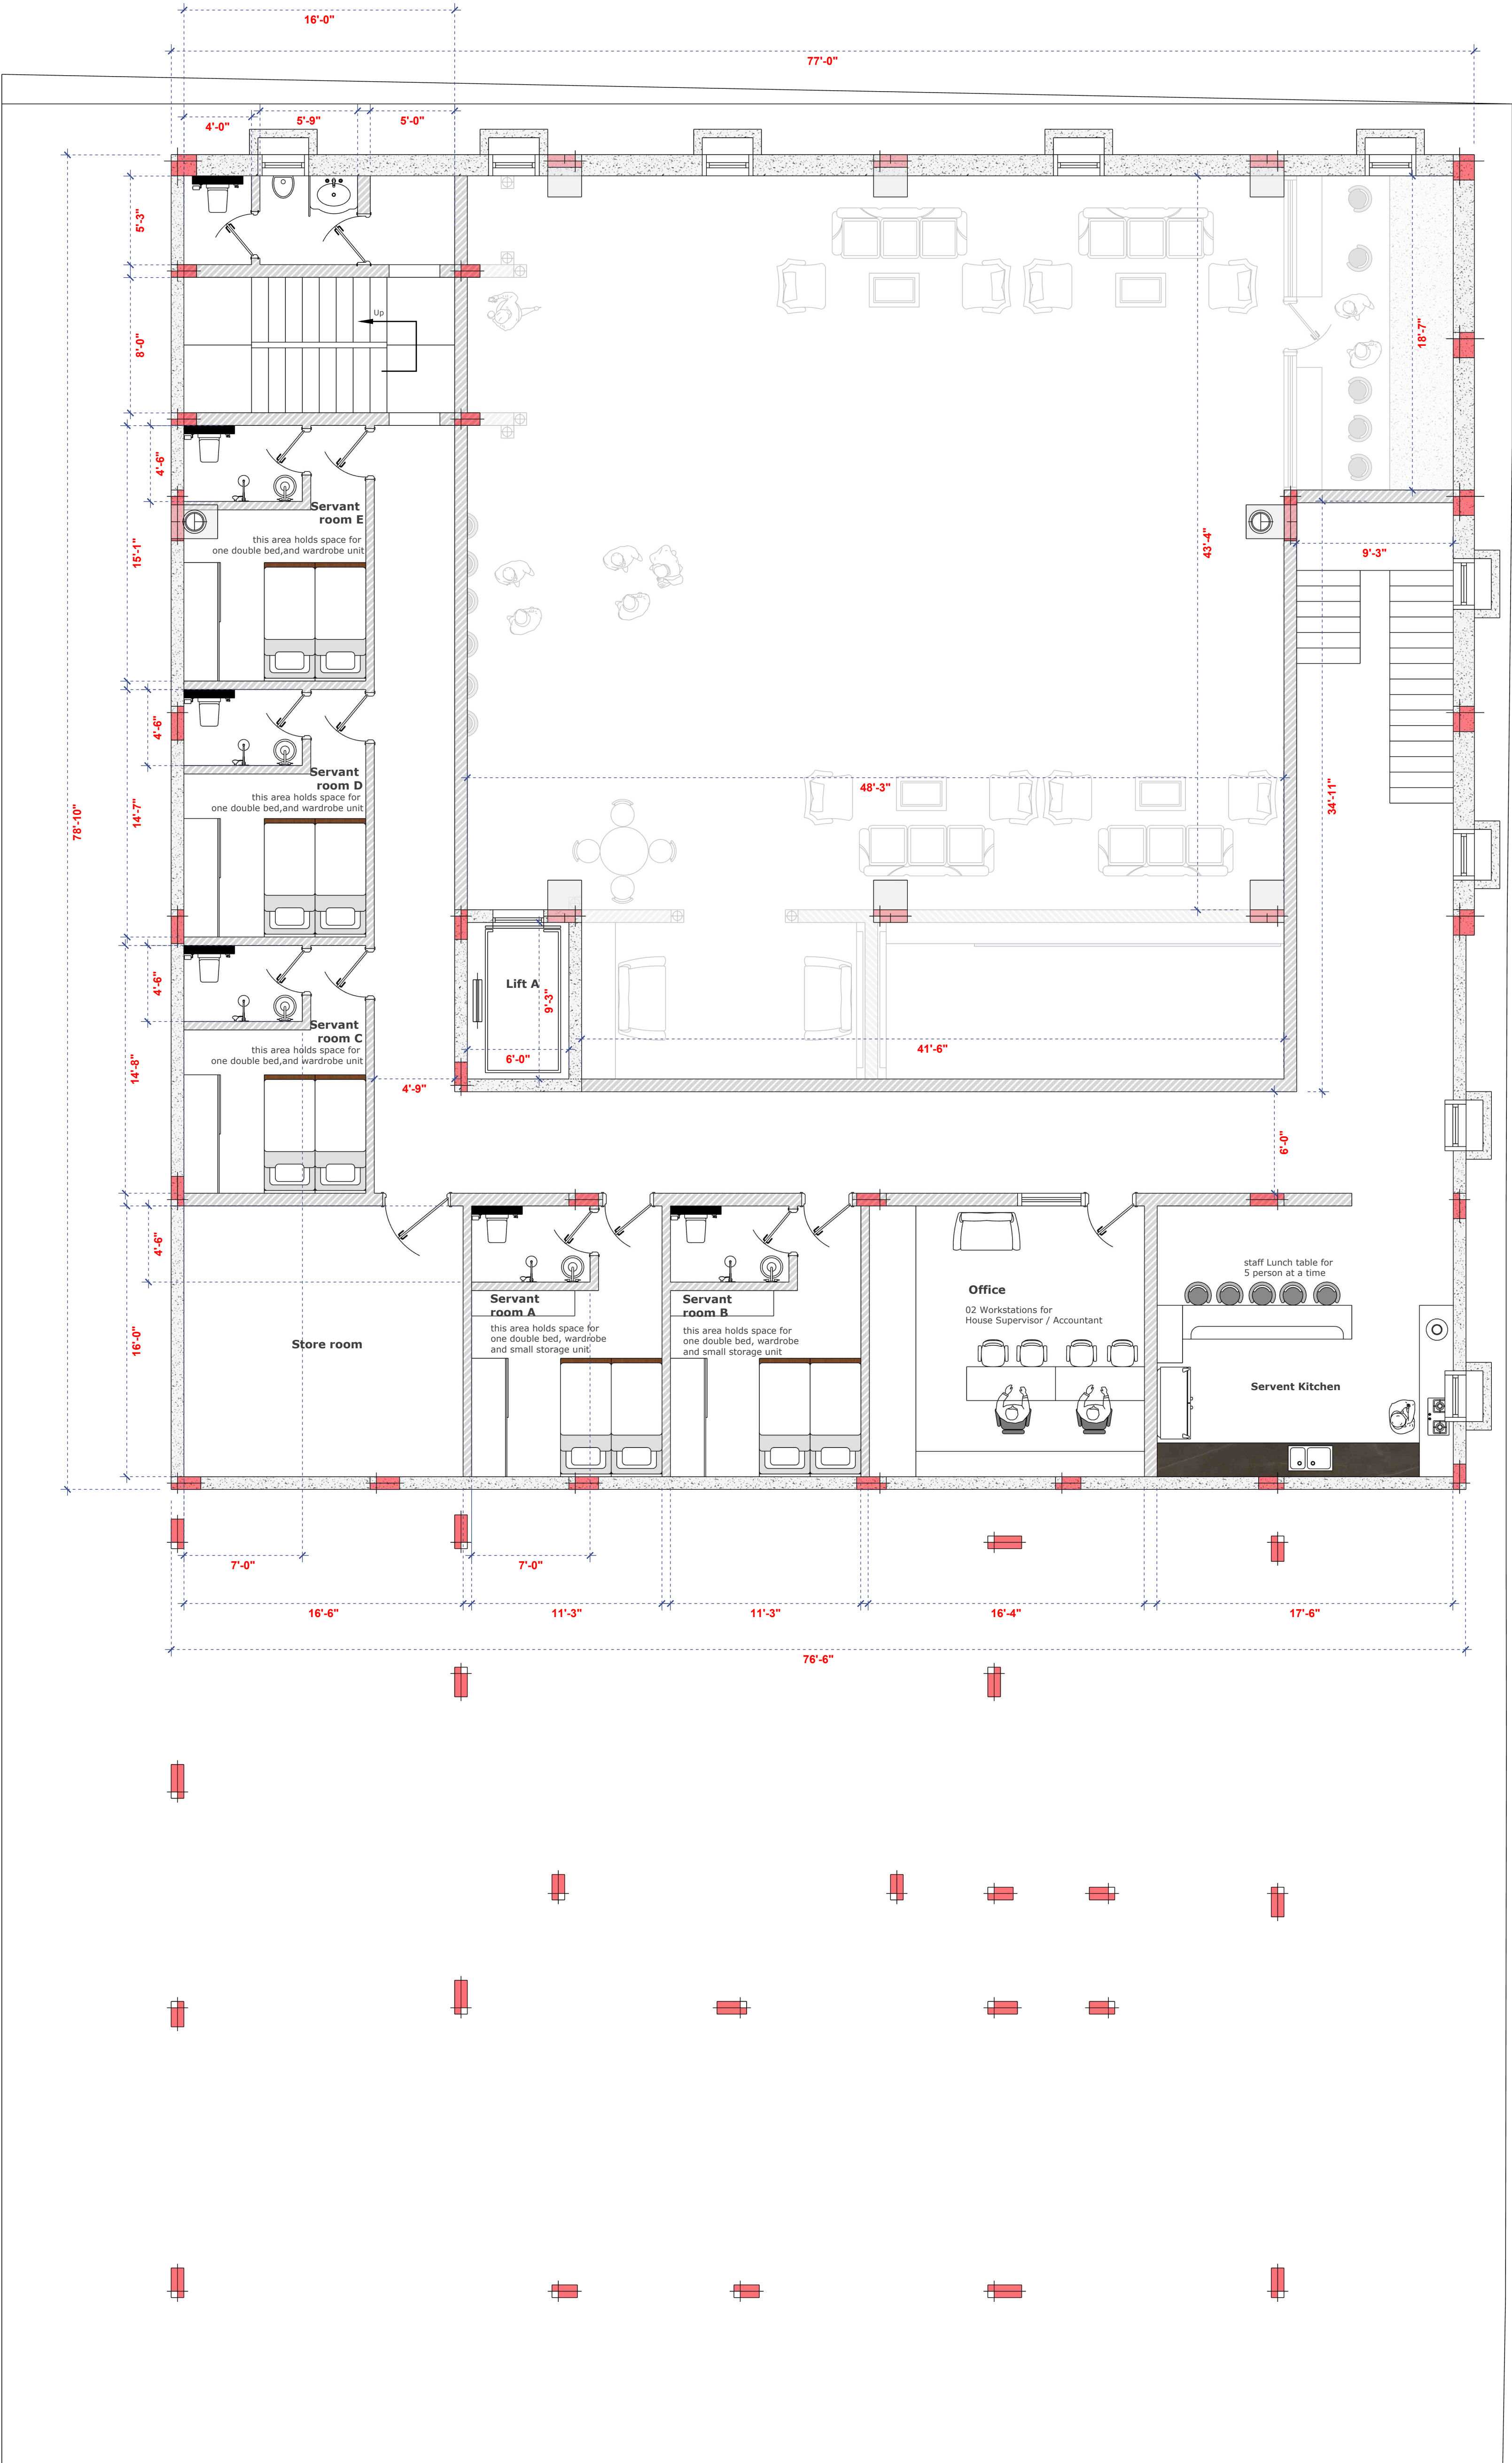 16'-0"
77'-0"
4'-0"
5'-9"
5'-0"
5'-3"
8'-0"
Up
18'-7"
4'-6"
15'-1"
Servant
room E
this area holds space for
one double bed,and wardrobe unit
43'-4"
9'-3"
4'-6"
14'-7"
78'-10"
Servant
room D
this area holds space for
one double bed,and wardrobe unit
48'-3"
34'-11"
4'-6"
14'-8"
Servant
room C
this area holds space for
one double bed,and wardrobe unit
Lift A
9'-3"
6'-0"
41'-6"
4'-9"
6'-0"
4'-6"
16'-0"
Store room
Servant
room A
this area holds space for
one double bed, wardrobe
and small storage unit
Servant
room B
this area holds space for
one double bed, wardrobe
and small storage unit
Office
02 Workstations for
House Supervisor / Accountant
staff Lunch table for
5 person at a time
Servent Kitchen
7'-0"
7'-0"
16'-6"
11'-3"
11'-3"
16'-4"
17'-6"
76'-6"